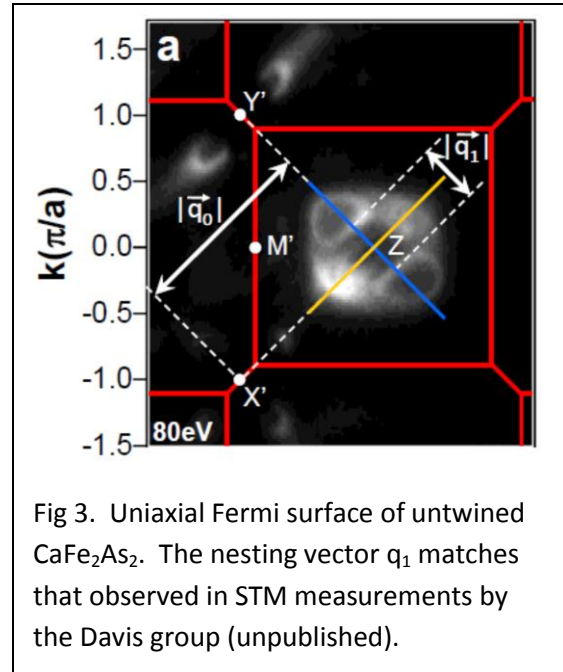 a
1.5
1.0
0.5
0.0
-0.5
-1.0
-1.5
k(π/a)
Y'
|q₁|
|q₀|
M'
Z
X'
80eV
Fig 3.  Uniaxial Fermi surface of untwined
CaFe₂As₂.  The nesting vector q₁ matches
that observed in STM measurements by
the Davis group (unpublished).